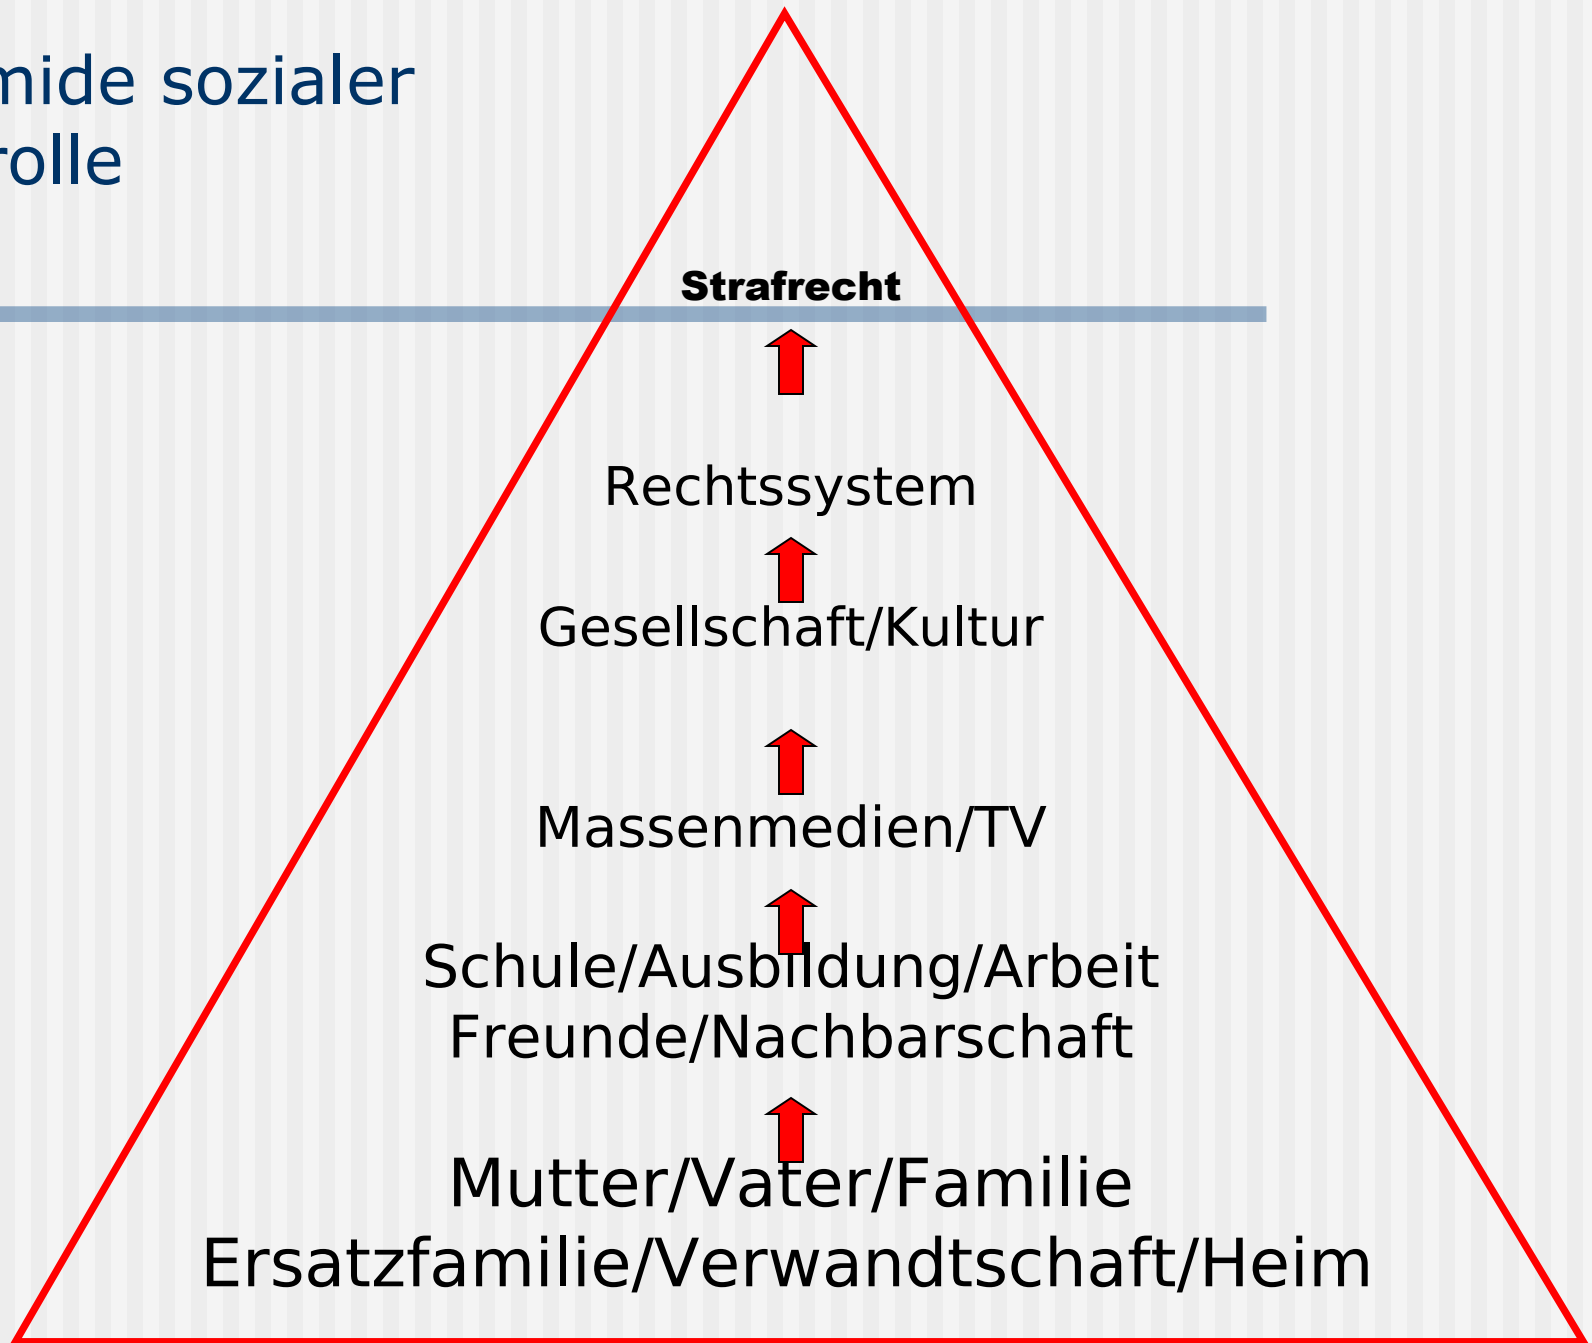 mide sozialer
rolle
Strafrecht
Rechtssystem
Gesellschaft/Kultur
Massenmedien/TV
Schule/Ausbildung/Arbeit
Freunde/Nachbarschaft
Mutter/Vater/Familie
Ersatzfamilie/Verwandtschaft/Heim